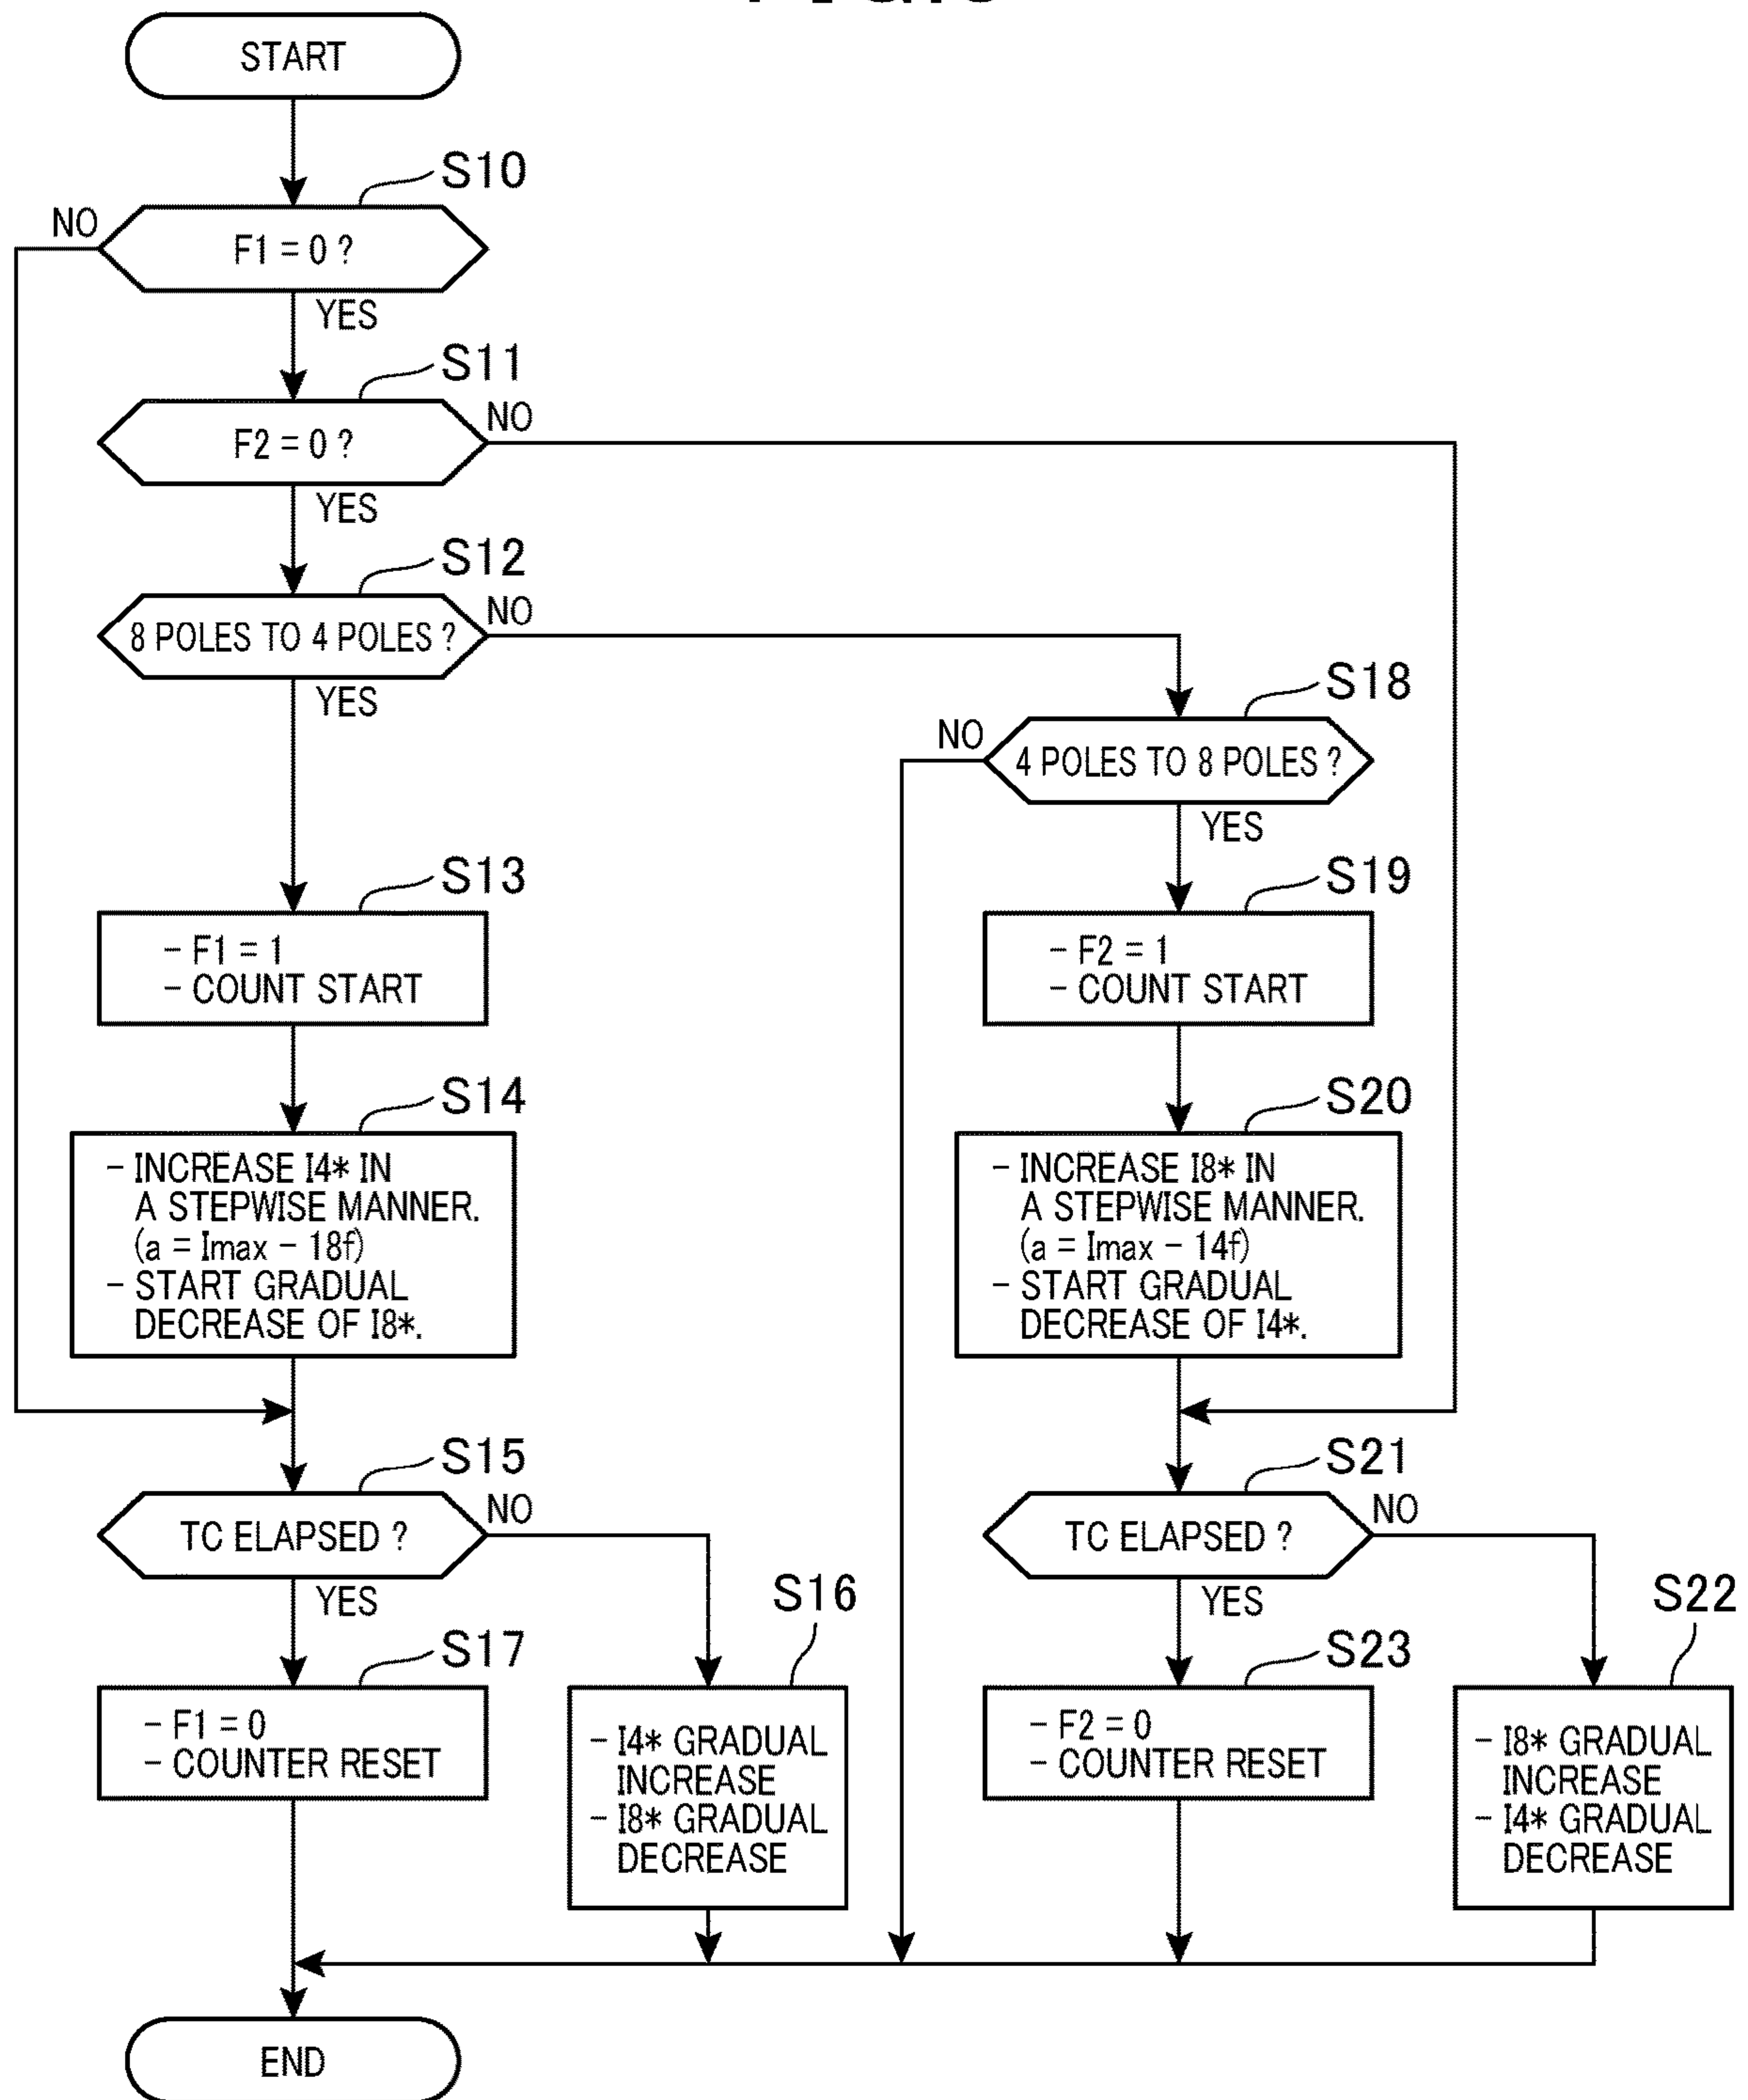 START
S10
NO
F1 = 0 ?
YES
S11
NO
F2 = 0 ?
YES
S12
NO
8 POLES TO 4 POLES ?
YES
S18
NO
4 POLES TO 8 POLES ?
YES
S13
- F1 = 1
- COUNT START
S19
- F2 = 1
- COUNT START
S14
- INCREASE I4* IN
A STEPWISE MANNER.
(a = Imax - 18f)
- START GRADUAL
DECREASE OF I8*.
S20
- INCREASE I8* IN
A STEPWISE MANNER.
(a = Imax - 14f)
- START GRADUAL
DECREASE OF I4*.
S15
NO
TC ELAPSED ?
YES
S16
- I4* GRADUAL
INCREASE
- I8* GRADUAL
DECREASE
S17
- F1 = 0
- COUNTER RESET
S21
NO
TC ELAPSED ?
YES
S22
- I8* GRADUAL
INCREASE
- I4* GRADUAL
DECREASE
S23
- F2 = 0
- COUNTER RESET
END